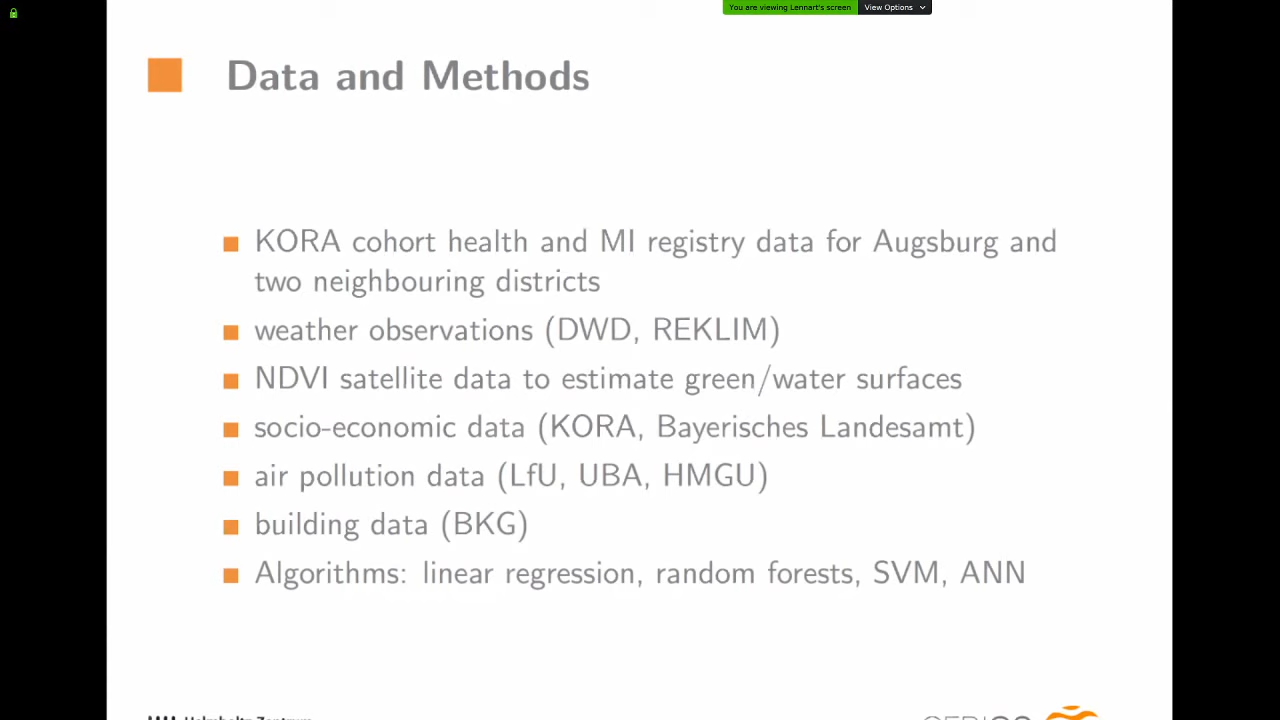 You are viewing Lennart's screen
View Options
Data and Methods
KORA cohort health and MI registry data for Augsburg and
two neighbouring districts
weather observations (DWD, REKLIM)
NDVI satellite data to estimate green/water surfaces
socio-economic data (KORA, Bayerisches Landesamt)
air pollution data (LfU, UBA, HMGU)
building data (BKG)
Algorithms: linear regression, random forests, SVM, ANN